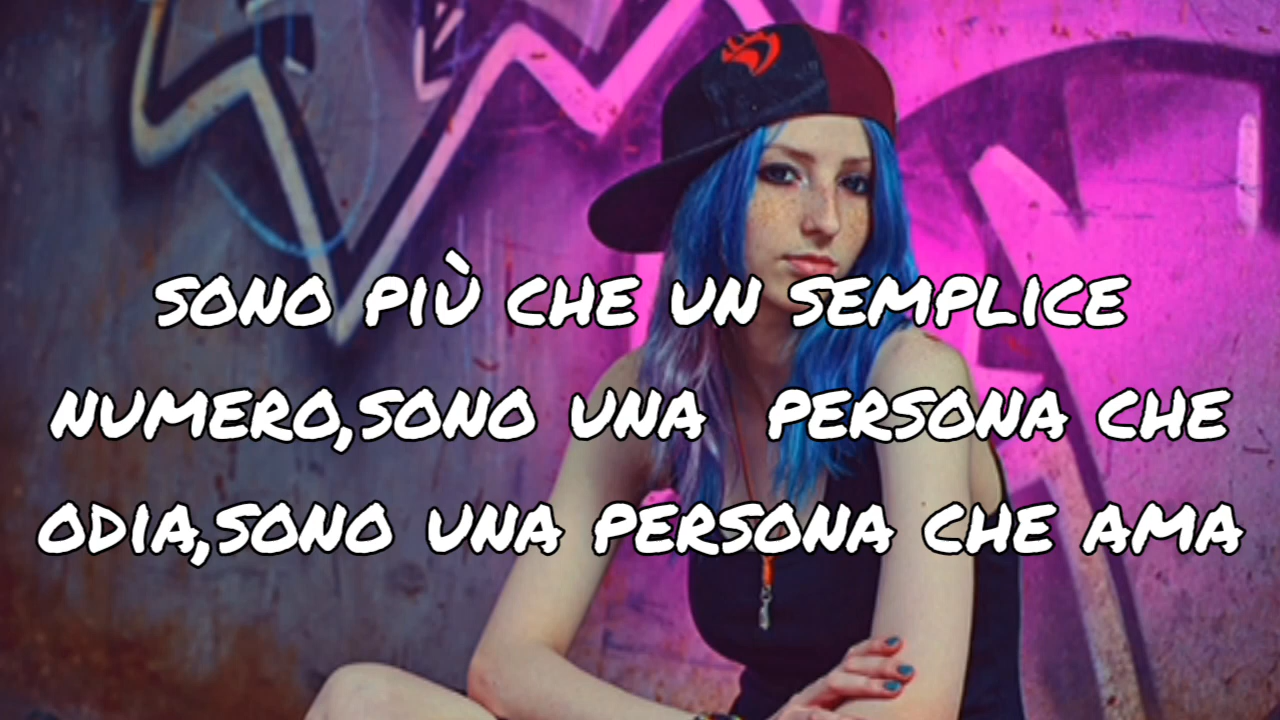 SONO PIÙ CHE UN SEMPLICE
NUMERO,SONO UNA PERSONA CHE
ODIA,SONO UNA PERSONA CHE AMA